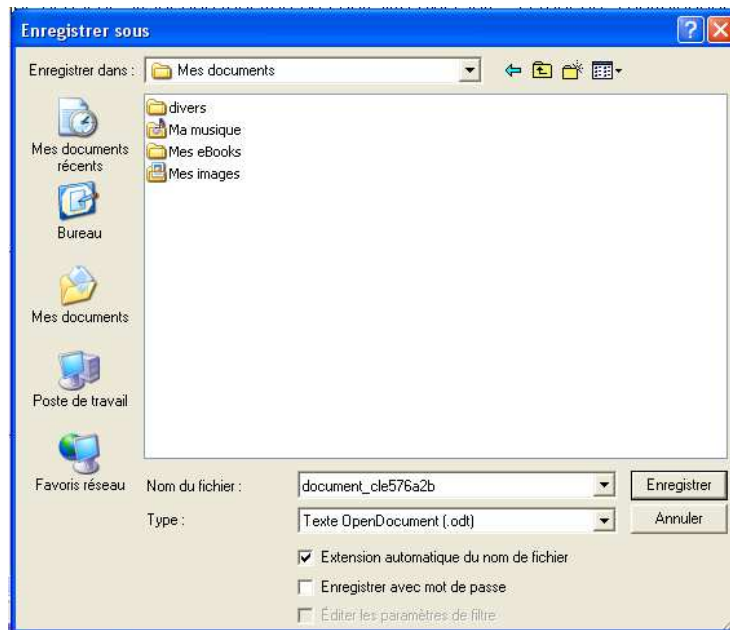 Enregistrer sous
Enregistrer dans :
Mes documents
divers
Ma musique
Mes eBooks
Mes images
Mes documents
récents
Bureau
Mes documents
Poste de travail
Favoris réseau
Nom du fichier :
document_cle576a2b
Enregistrer
Type :
Texte OpenDocument (.odt)
Annuler
Extension automatique du nom de fichier
Enregistrer avec mot de passe
Éditer les paramètres de filtre